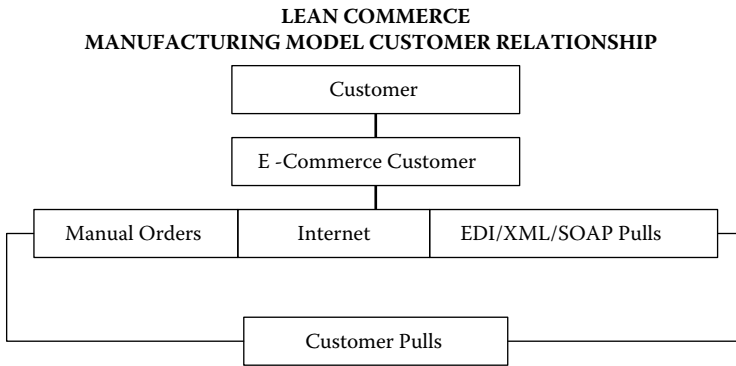 LEAN COMMERCE
MANUFACTURING MODEL CUSTOMER RELATIONSHIP
Customer
E -Commerce Customer
Manual Orders Internet EDI/XML/SOAP Pulls
Customer Pulls